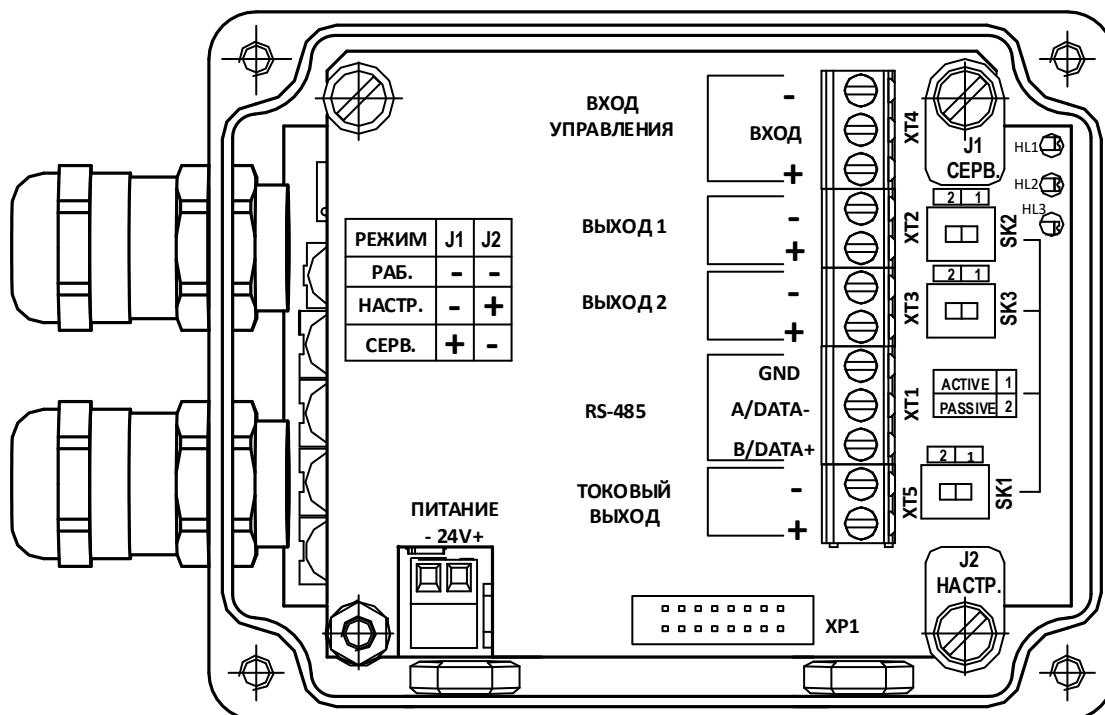 ВХОД
УПРАВЛЕНИЯ
-
ВХОД
+
XT4
J1
СЕРВ.
HL1
HL2
HL3
ВЫХОД 1
-
+
XT2
2 1
SK2
РЕЖИМ J1 J2
РАБ. - -
НАСТР. - +
СЕРВ. + -
ВЫХОД 2
-
+
XT3
2 1
SK3
RS-485
GND
A/DATA-
B/DATA+
XT1
ACTIVE 1
PASSIVE 2
ТОКОВЫЙ
ВЫХОД
-
+
XT5
2 1
SK1
ПИТАНИЕ
- 24V+
J2
НАСТР.
XP1